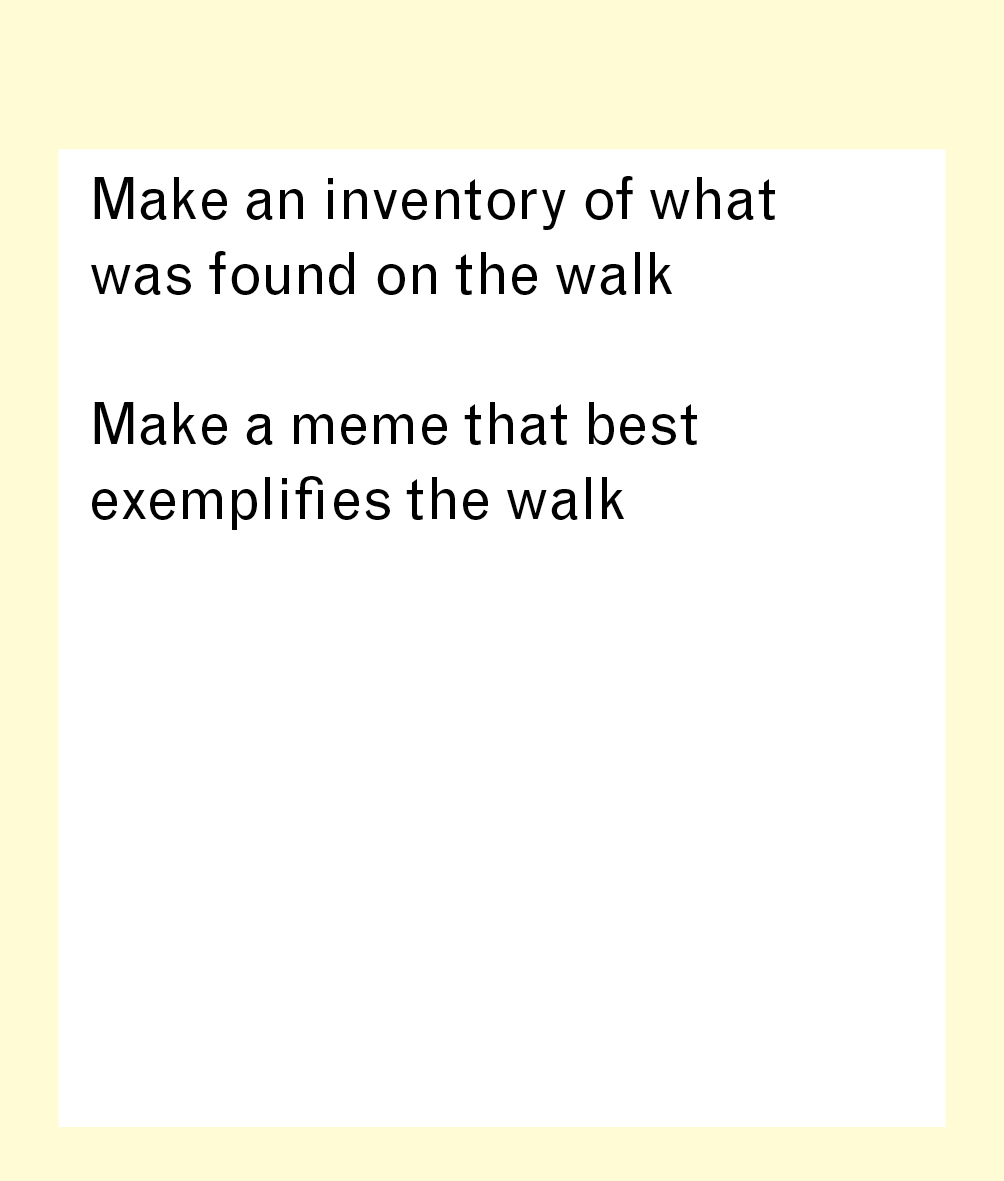 Make an inventory of what
was found on the walk
Make a meme that best
exemplifies the walk